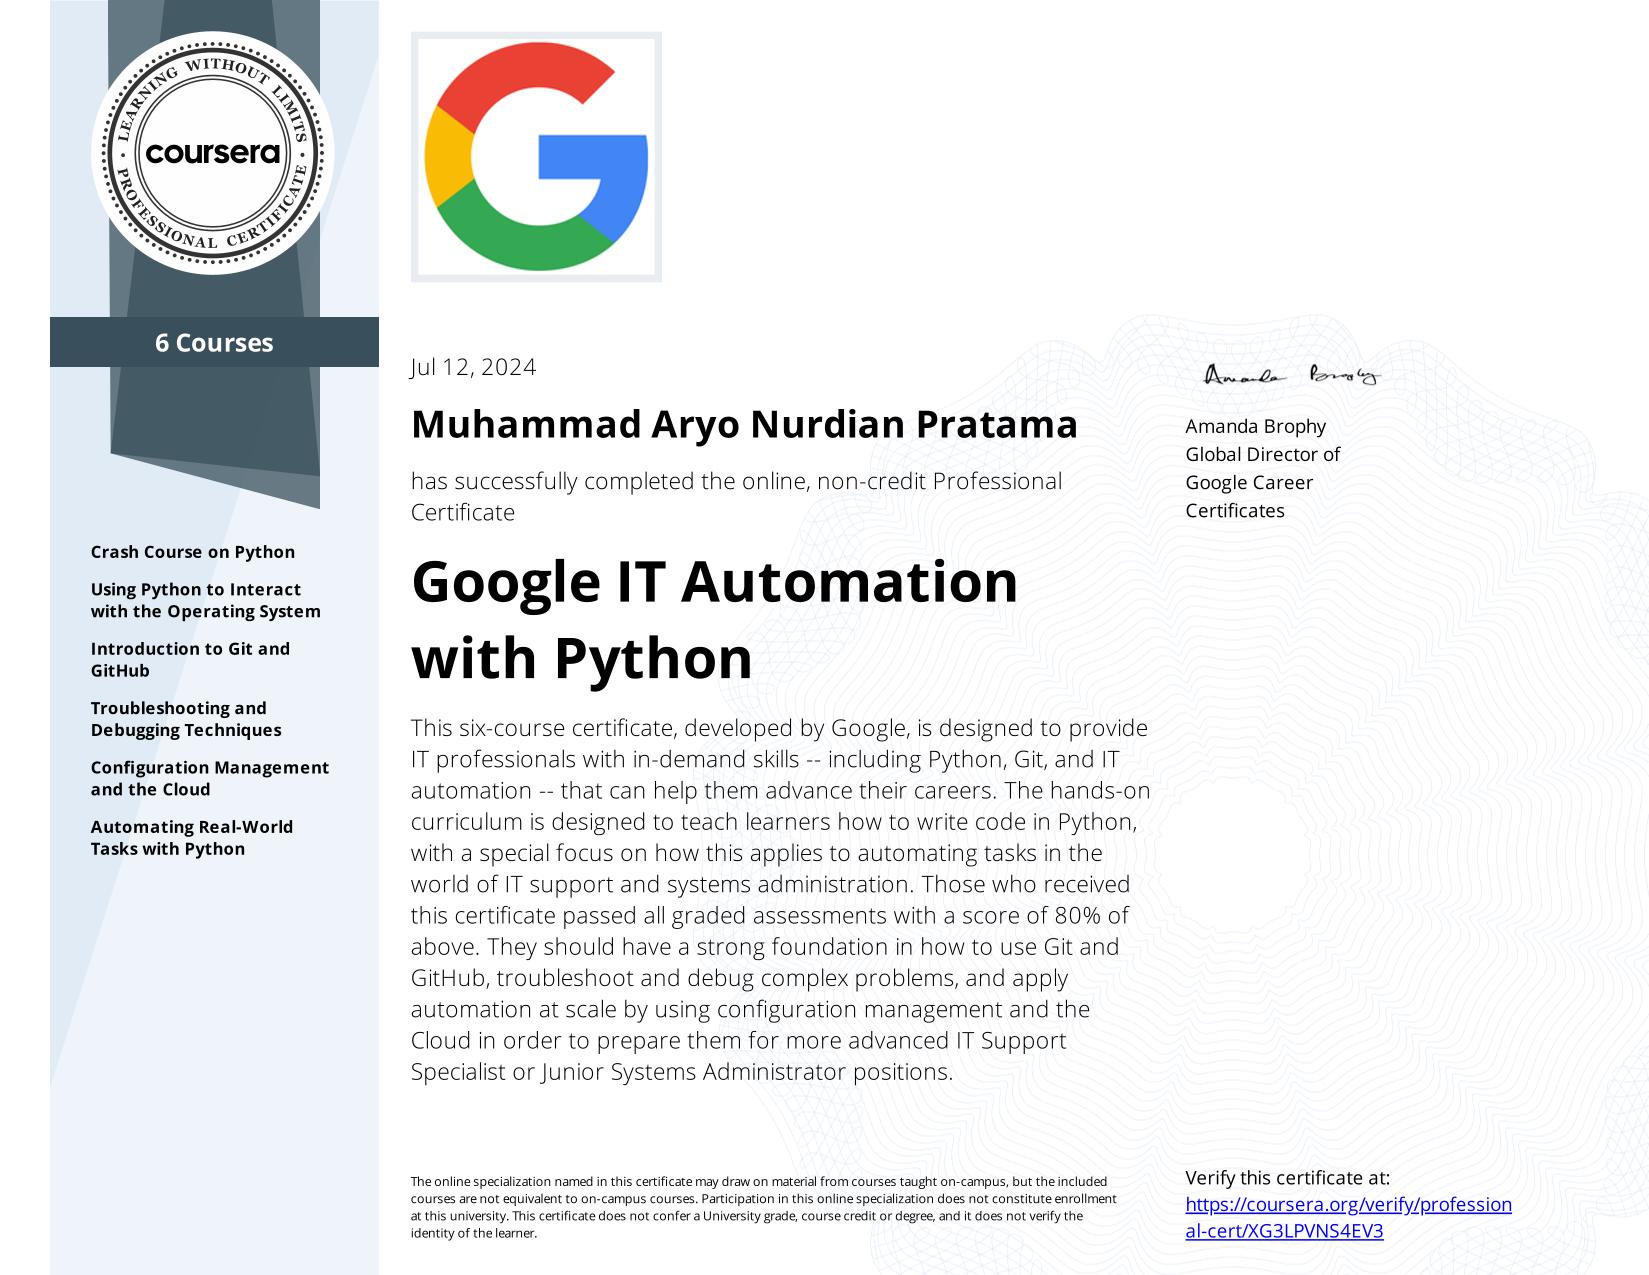 LEARNING WITHOUT LIMITS
coursera
PROFESSIONAL CERTIFICATE
6 Courses
Crash Course on Python
Using Python to Interact
with the Operating System
Introduction to Git and
GitHub
Troubleshooting and
Debugging Techniques
Configuration Management
and the Cloud
Automating Real-World
Tasks with Python
Jul 12, 2024
Muhammad Aryo Nurdian Pratama
has successfully completed the online, non-credit Professional
Certificate
Google IT Automation
with Python
This six-course certificate, developed by Google, is designed to provide
IT professionals with in-demand skills -- including Python, Git, and IT
automation -- that can help them advance their careers. The hands-on
curriculum is designed to teach learners how to write code in Python,
with a special focus on how this applies to automating tasks in the
world of IT support and systems administration. Those who received
this certificate passed all graded assessments with a score of 80% of
above. They should have a strong foundation in how to use Git and
GitHub, troubleshoot and debug complex problems, and apply
automation at scale by using configuration management and the
Cloud in order to prepare them for more advanced IT Support
Specialist or Junior Systems Administrator positions.
Amanda Brophy
Amanda Brophy
Global Director of
Google Career
Certificates
The online specialization named in this certificate may draw on material from courses taught on-campus, but the included
courses are not equivalent to on-campus courses. Participation in this online specialization does not constitute enrollment
at this university. This certificate does not confer a University grade, course credit or degree, and it does not verify the
identity of the learner.
Verify this certificate at:
https://coursera.org/verify/profession
al-cert/XG3LPVNS4EV3